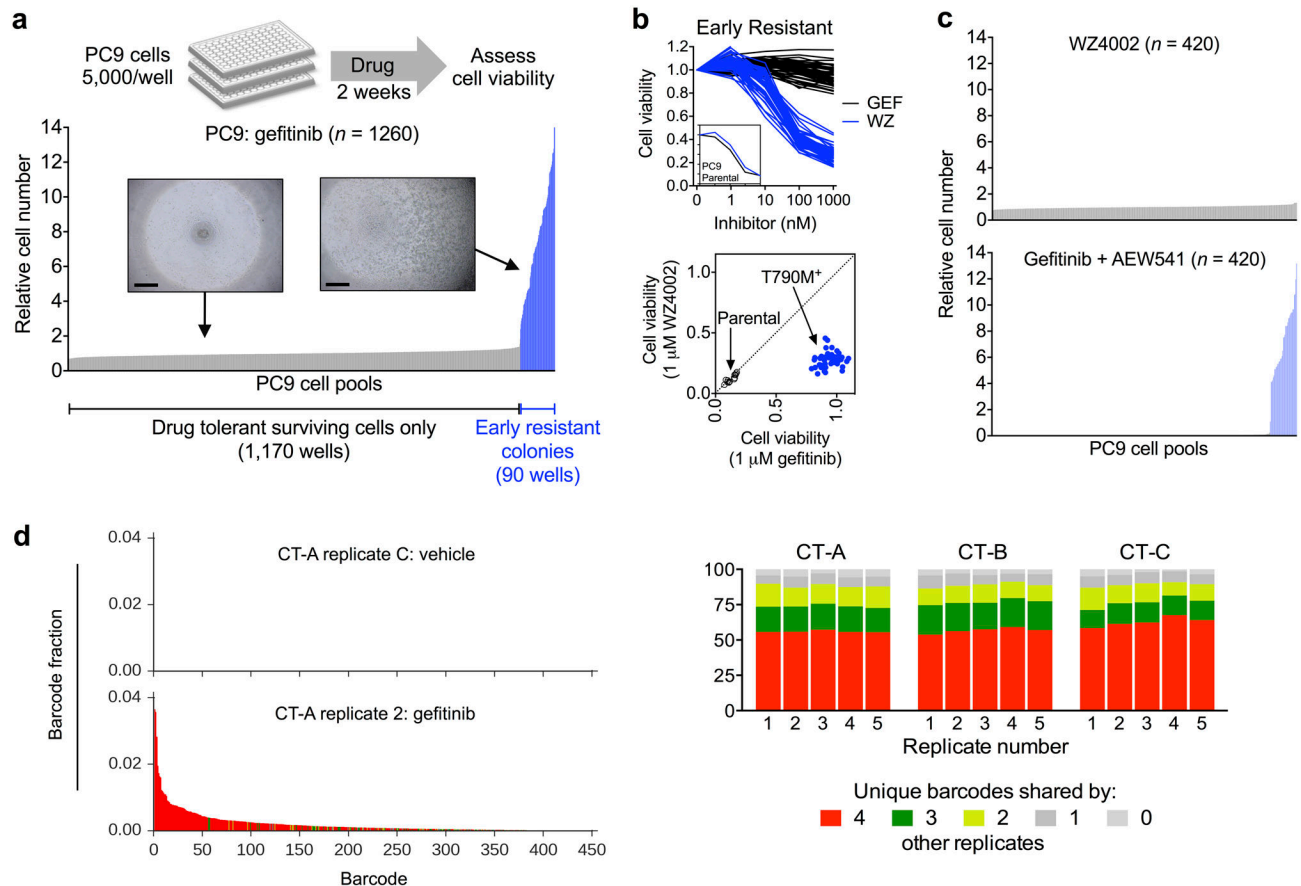 a
PC9 cells
5,000/well
Drug
2 weeks
Assess
cell viability
PC9: gefitinib (n = 1260)
Relative cell number
14
12
10
8
6
4
2
0
PC9 cell pools
Drug tolerant surviving cells only
(1,170 wells)
Early resistant
colonies
(90 wells)
b
Early Resistant
Cell viability
1.2
1.0
0.8
0.6
0.4
0.2
0.0
GEF
WZ
PC9
Parental
0
1
10
100
1000
Inhibitor (nM)
Cell viability
(1 μM WZ4002)
1.0
0.5
0.0
T790M+
Parental
0.0
0.5
1.0
Cell viability
(1 μM gefitinib)
c
WZ4002 (n = 420)
14
12
10
8
6
4
2
0
Relative cell number
Gefitinib + AEW541 (n = 420)
14
12
10
8
6
4
2
0
PC9 cell pools
d
Barcode fraction
0.04
0.02
0.00
CT-A replicate C: vehicle
0.04
0.02
0.00
CT-A replicate 2: gefitinib
0 50 100 150 200 250 300 350 400 450
Barcode
CT-A CT-B CT-C
100
75
50
25
0
1 2 3 4 5 1 2 3 4 5 1 2 3 4 5
Replicate number
Unique barcodes shared by:
4 3 2 1 0
other replicates